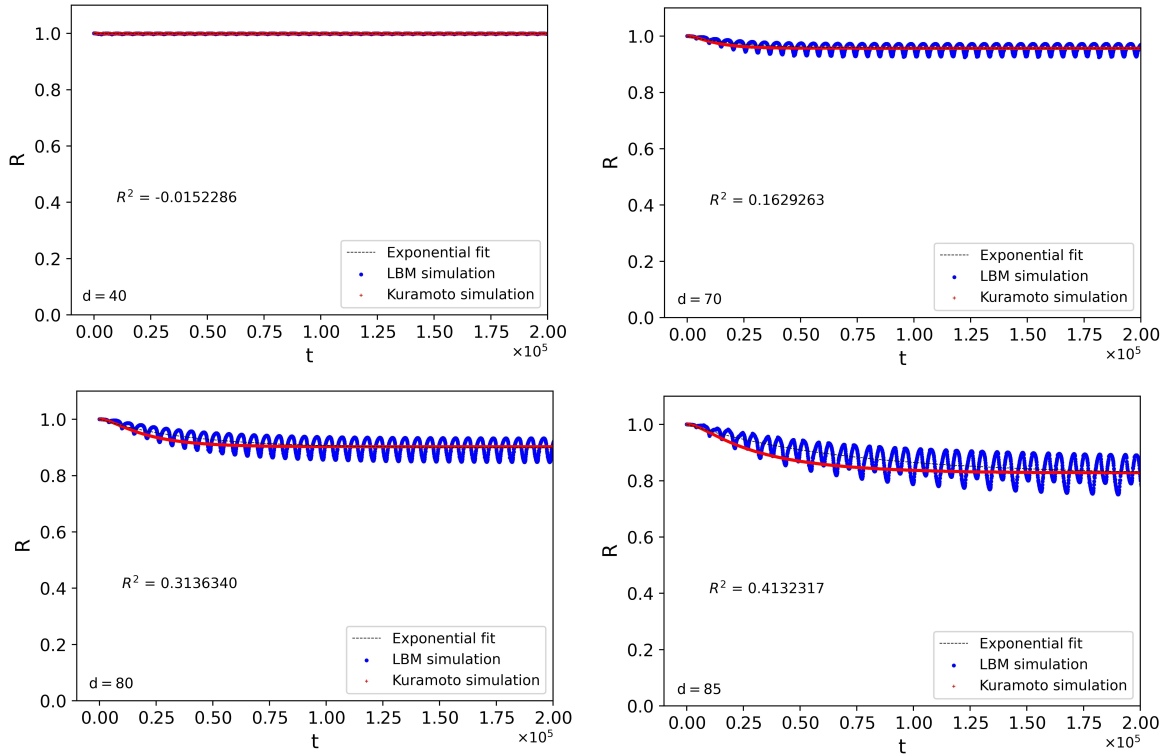 1.0
0.8
R
0.6
R² = -0.0152286
0.4
0.2
Exponential fit
LBM simulation
Kuramoto simulation
d = 40
0.0
0.00 0.25 0.50 0.75 1.00 1.25 1.50 1.75 2.00
t
×10⁵
1.0
0.8
R
0.6
R² = 0.1629263
0.4
0.2
Exponential fit
LBM simulation
Kuramoto simulation
d = 70
0.0
0.00 0.25 0.50 0.75 1.00 1.25 1.50 1.75 2.00
t
×10⁵
1.0
0.8
R
0.6
R² = 0.3136340
0.4
0.2
Exponential fit
LBM simulation
Kuramoto simulation
d = 80
0.0
0.00 0.25 0.50 0.75 1.00 1.25 1.50 1.75 2.00
t
×10⁵
1.0
0.8
R
0.6
R² = 0.4132317
0.4
0.2
Exponential fit
LBM simulation
Kuramoto simulation
d = 85
0.0
0.00 0.25 0.50 0.75 1.00 1.25 1.50 1.75 2.00
t
×10⁵